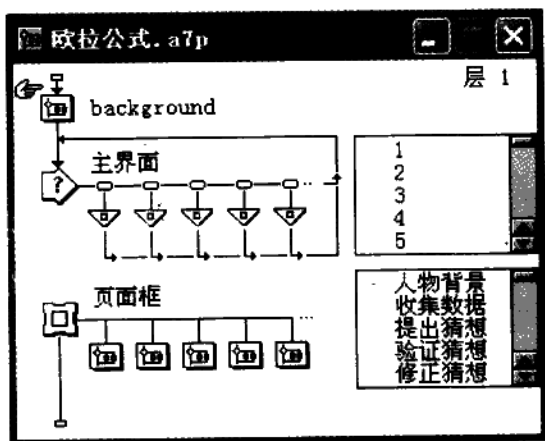 欧拉公式.a7p
层 1
background
主界面
?
1
2
3
4
5
页面框
人物背景
收集数据
提出猜想
验证猜想
修正猜想